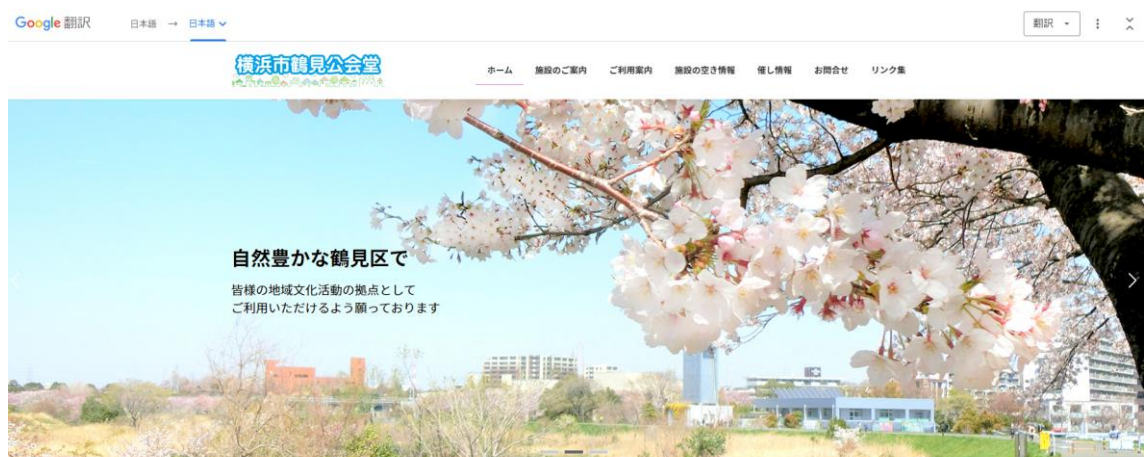 Google 翻訳
日本語 → 日本語
翻訳
横浜市鶴見公会堂
ホーム 施設のご案内 ご利用案内 施設の空き情報 催し情報 お問合せ リンク集
自然豊かな鶴見区で
皆様の地域文化活動の拠点として
ご利用いただけるよう願っております